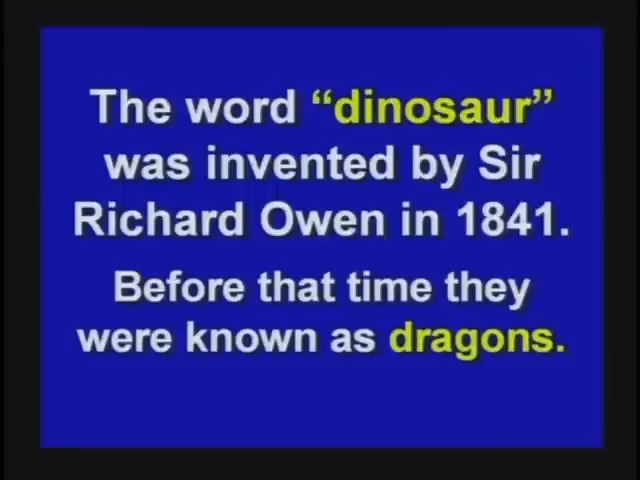 The word “dinosaur”
was invented by Sir
Richard Owen in 1841.
Before that time they
were known as dragons.